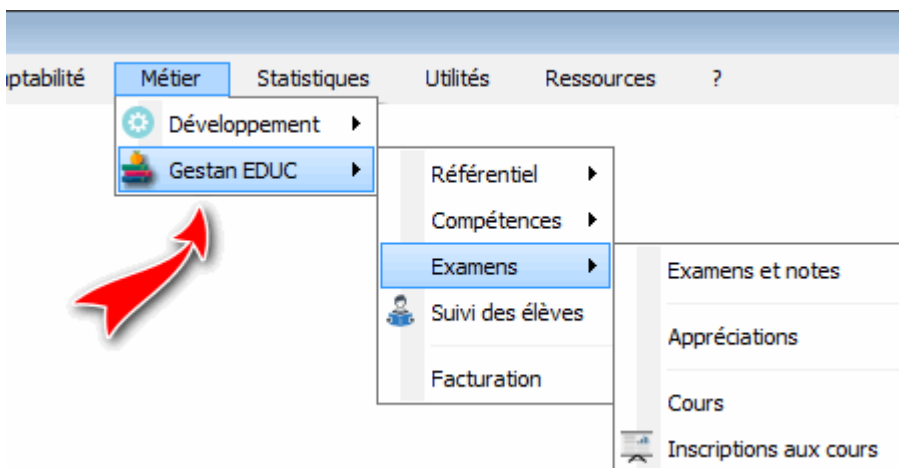 ptabilité Métier Statistiques Utilités Ressources ?
Développement
Gestan EDUC
Référentiel
Compétences
Examens
Suivi des élèves
Facturation
Examens et notes
Appréciations
Cours
Inscriptions aux cours